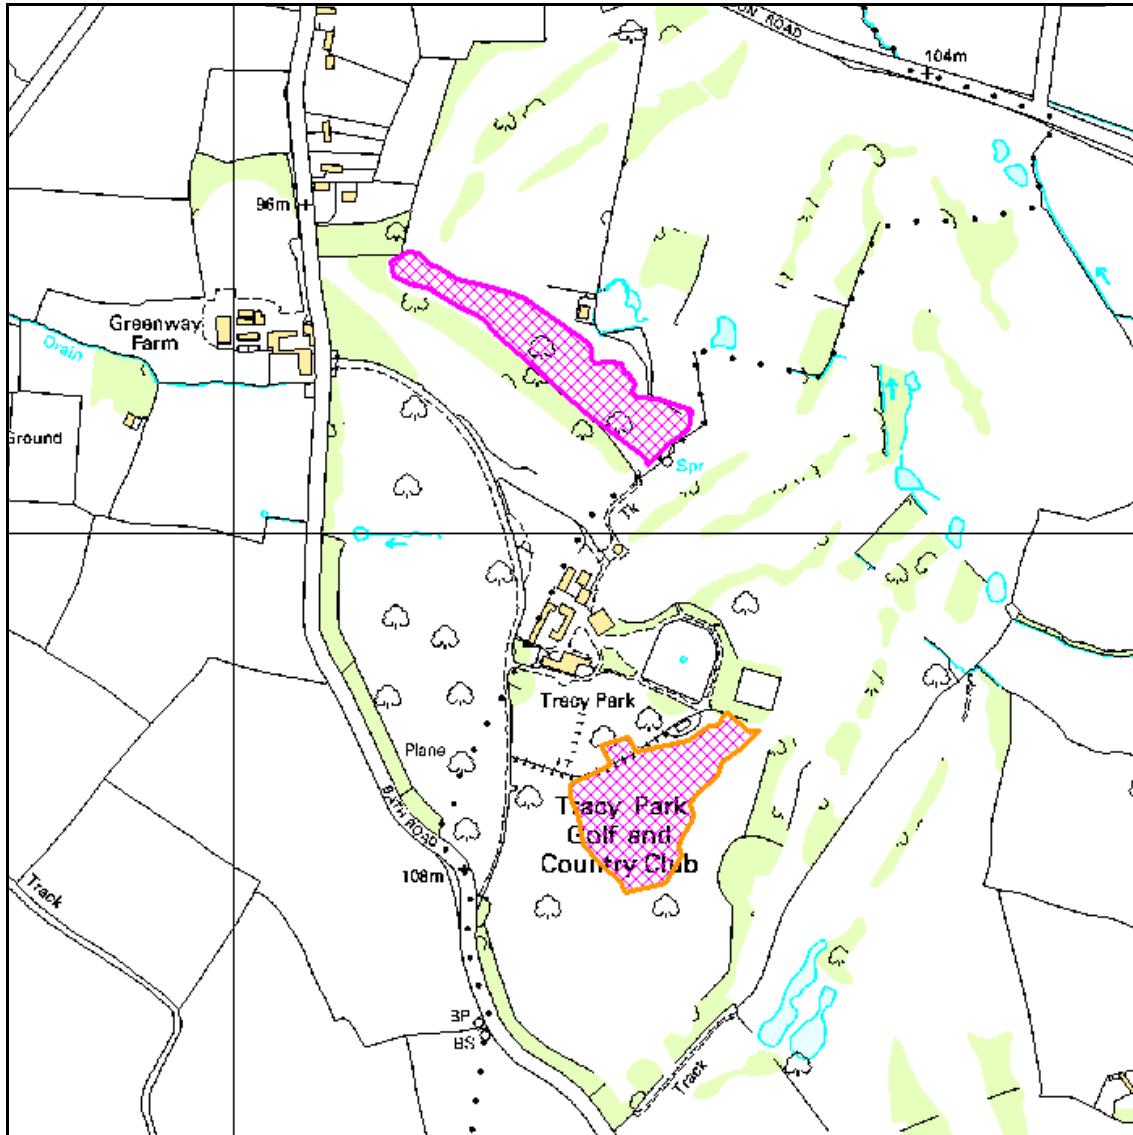 ON ROAD
104m
96m
Greenway
Farm
Drain
Ground
Spr
Tk
Tracy Park
Plane
BATH ROAD
Tracy Park
Golf and
Country Club
108m
Track
BP
BS
Track